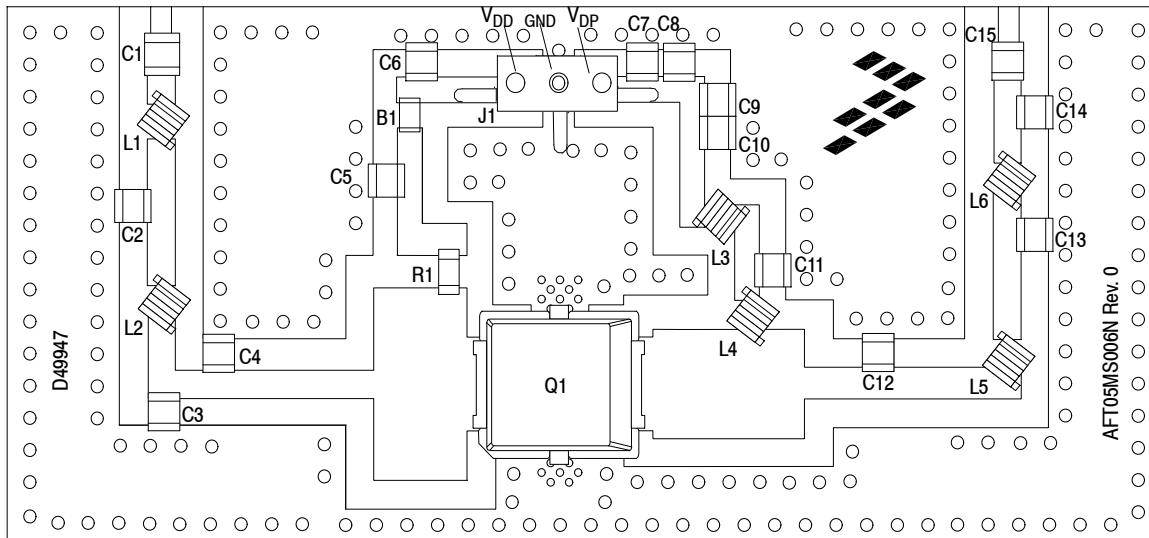 VDD
GND
VDP
C7 C8
C15
C1
C6
C9
C14
B1
J1
L1
C10
C5
L6
C2
C13
L3
R1
C11
L2
L4
C4
C12
L5
Q1
C3
D49947
AFT05MS006N Rev. 0